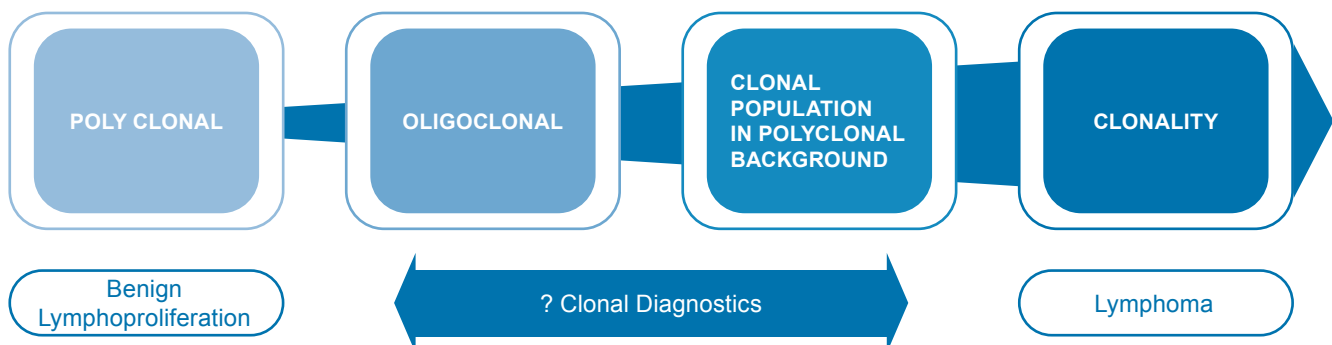 POLY CLONAL
OLIGOCLONAL
CLONAL
POPULATION
IN POLYCLONAL
BACKGROUND
CLONALITY
Benign
Lymphoproliferation
? Clonal Diagnostics
Lymphoma